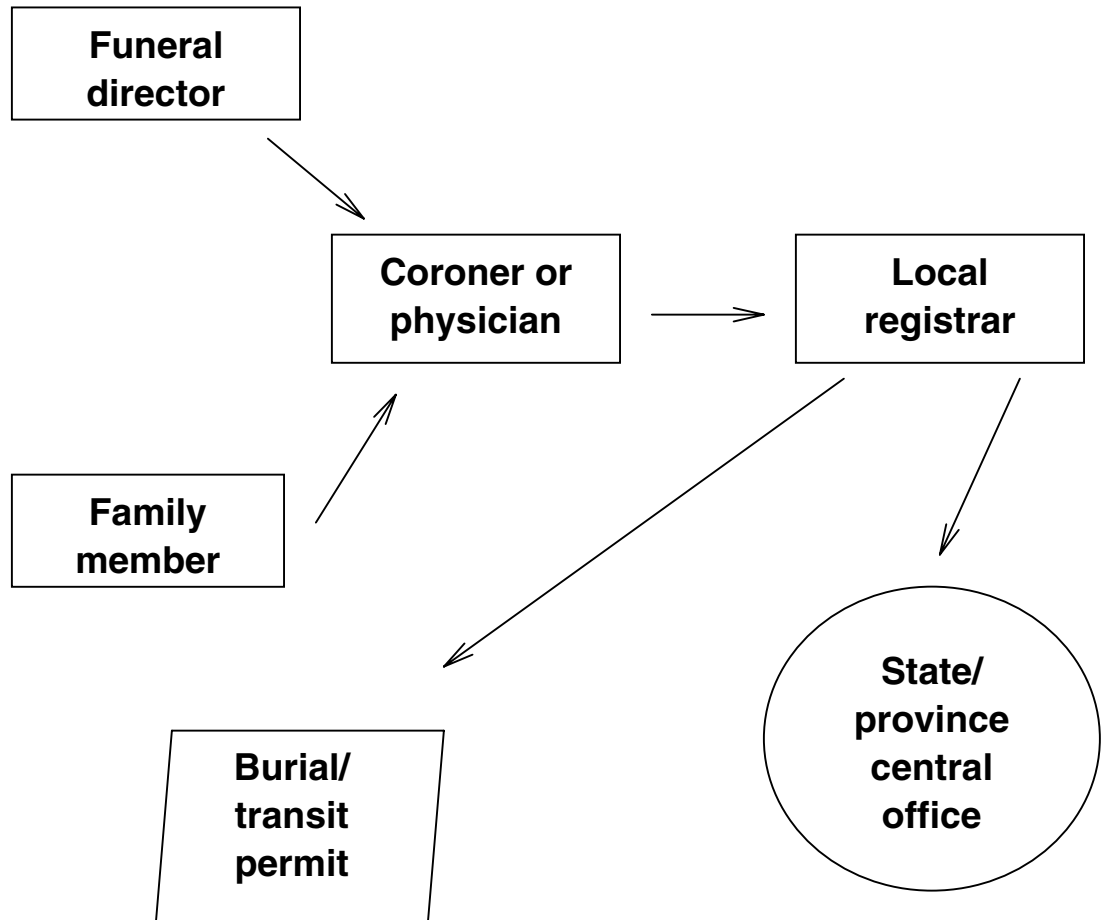 Funeral
director
Coroner or
physician
Local
registrar
Family
member
State/
province
central
office
Burial/
transit
permit